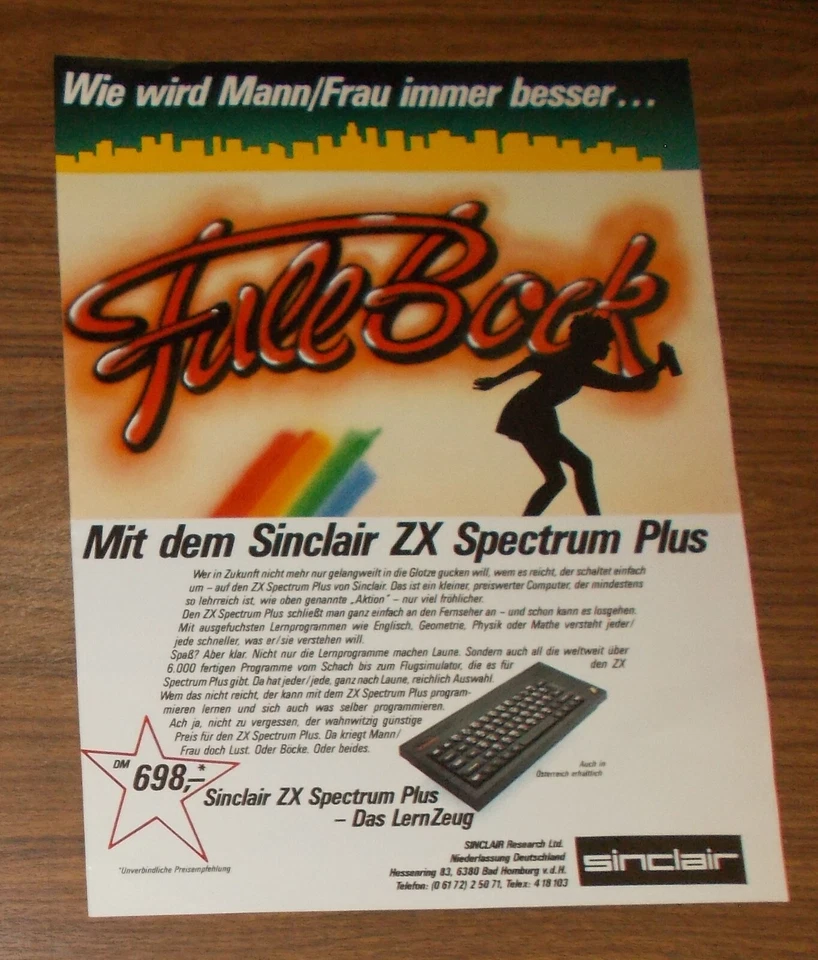 Wie wird Mann/Frau immer besser...
Full Bock
Mit dem Sinclair ZX Spectrum Plus
Wer in Zukunft nicht mehr nur gelangweilt in die Glotze gucken will, wem es reicht, der schaltet einfach
um – auf den ZX Spectrum Plus von Sinclair. Das ist ein kleiner, preiswerter Computer, der mindestens
so lehrreich ist, wie oben genannte „Aktion" – nur viel fröhlicher.
Den ZX Spectrum Plus schließt man ganz einfach an den Fernseher an – und schon kann es losgehen.
Mit ausgefuchsten Lernprogrammen wie Englisch, Geometrie, Physik oder Mathe versteht jeder/
jede schneller, was er/sie verstehen will.
Spaß? Aber klar. Nicht nur die Lernprogramme machen Laune. Sondern auch all die weltweit über
6.000 fertigen Programme vom Schach bis zum Flugsimulator, die es für den ZX
Spectrum Plus gibt. Da hat jeder/jede, ganz nach Laune, reichlich Auswahl.
Wem das nicht reicht, der kann mit dem ZX Spectrum Plus program-
mieren lernen und sich auch was selber programmieren.
Ach ja, nicht zu vergessen, der wahnwitzig günstige
Preis für den ZX Spectrum Plus. Da kriegt Mann/
Frau doch Lust. Oder Böcke. Oder beides.
DM 698,–*
Auch in
Österreich erhältlich
Sinclair ZX Spectrum Plus
– Das LernZeug
*Unverbindliche Preisempfehlung
SINCLAIR Research Ltd.
Niederlassung Deutschland
Hessenring 83, 6380 Bad Homburg v.d.H.
Telefon: (0 61 72) 2 50 71, Telex: 4 18 103
sinclair